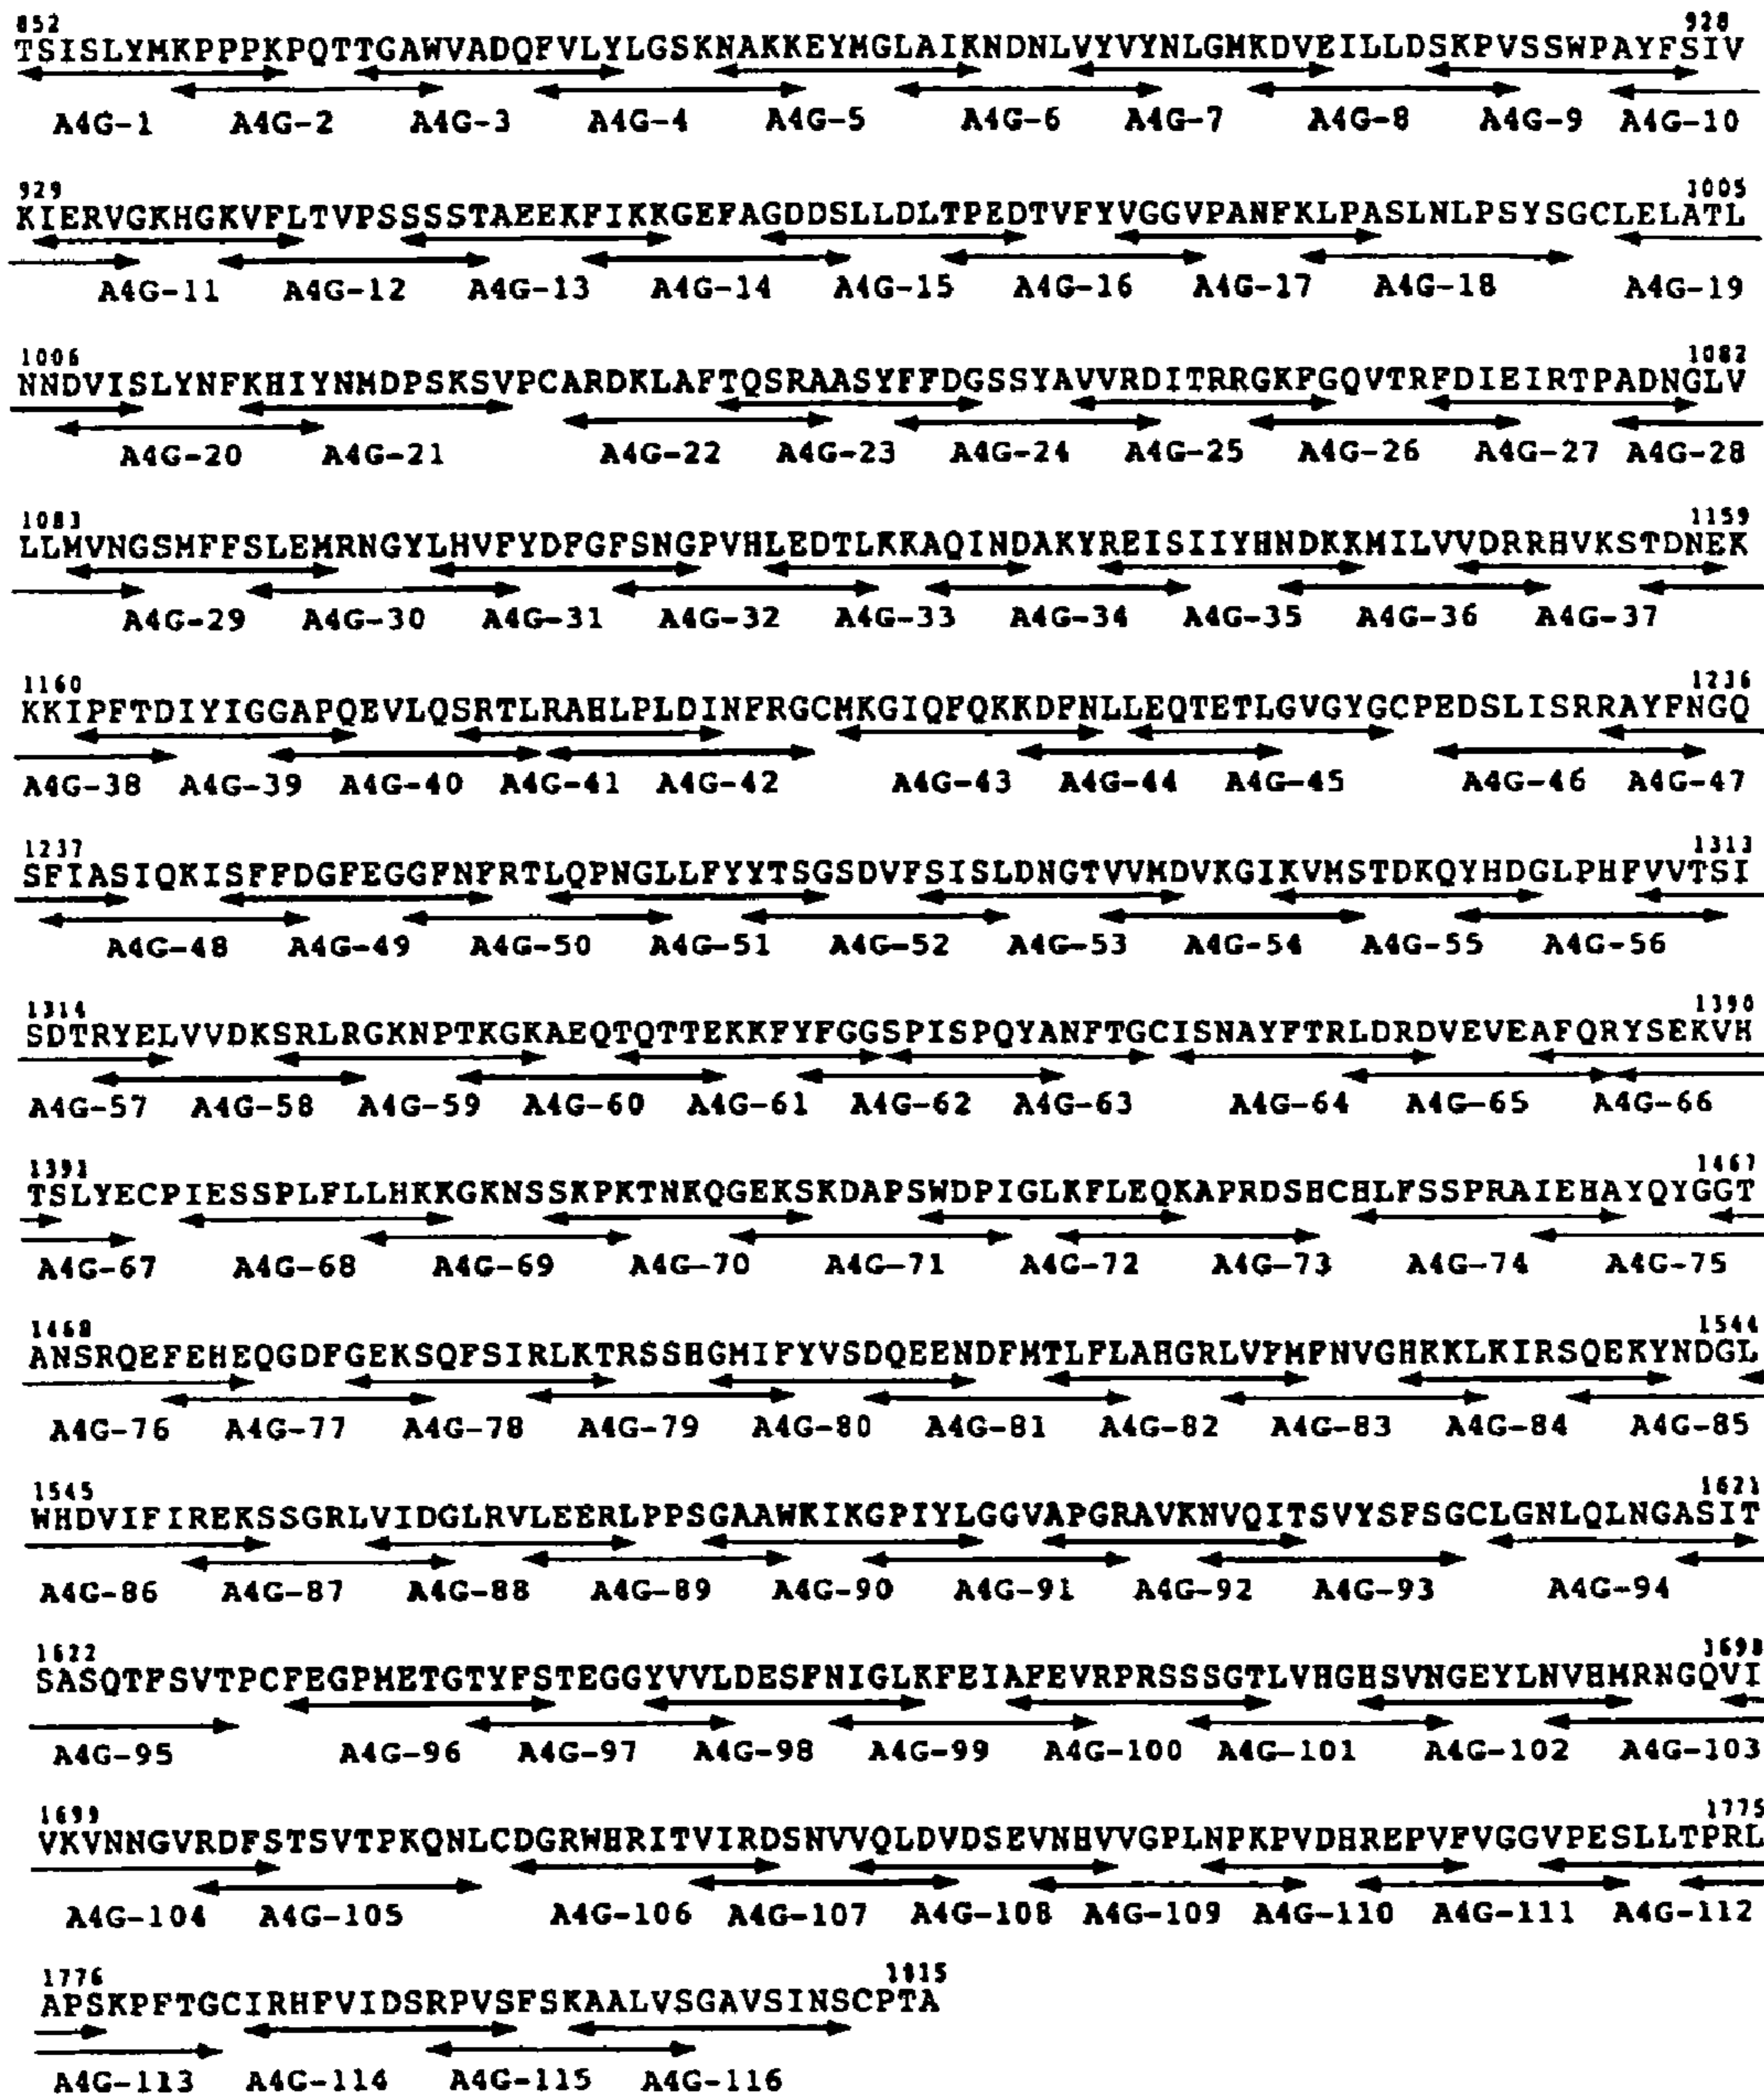 852 928
TSISLYMKPPPKPQTTGAWVADQFVLYLGSKNAKKEYMGLAIKNDNLVYVYNLGMKDVEILLDSKPVSSWPAYFSIV
A4G-1 A4G-2 A4G-3 A4G-4 A4G-5 A4G-6 A4G-7 A4G-8 A4G-9 A4G-10
929 1005
KIERVGKHGKVFLTVPSSSSTAEEKFIKKGEFAGDDSLLDLTPEDTVFYVGGVPANFKLPASLNLPSYSGCLELATL
A4G-11 A4G-12 A4G-13 A4G-14 A4G-15 A4G-16 A4G-17 A4G-18 A4G-19
1006 1082
NNDVISLYNFKHIYNMDPSKSVPCARDKLAFTQSRAASYFFDGSSYAVVRDITRRGKFGQVTRFDIEIRTPADNGLV
A4G-20 A4G-21 A4G-22 A4G-23 A4G-24 A4G-25 A4G-26 A4G-27 A4G-28
1083 1159
LLMVNGSMFFSLEMRNGYLHVFYDFGFSNGPVHLEDTLKKAQINDAKYREISIIYHNDKKMILVVDRRHVKSTDNEK
A4G-29 A4G-30 A4G-31 A4G-32 A4G-33 A4G-34 A4G-35 A4G-36 A4G-37
1160 1236
KKIPFTDIYIGGAPQEVLQSRTLRAHLPLDINFRGCMKGIQFQKKDFNLLEQTETLGVGYGCPEDSLISRRAYFNGQ
A4G-38 A4G-39 A4G-40 A4G-41 A4G-42 A4G-43 A4G-44 A4G-45 A4G-46 A4G-47
1237 1313
SFIASIQKISFFDGFEGGFNFRTLQPNGLLFYYTSGSDVFSISLDNGTVVMDVKGIKVMSTDKQYHDGLPHFVVTSI
A4G-48 A4G-49 A4G-50 A4G-51 A4G-52 A4G-53 A4G-54 A4G-55 A4G-56
1314 1390
SDTRYELVVDKSRLRGKNPTKGKAEQTQTTEKKFYFGGSPISPQYANFTGCISNAYFTRLDRDVEVEAFQRYSEKVH
A4G-57 A4G-58 A4G-59 A4G-60 A4G-61 A4G-62 A4G-63 A4G-64 A4G-65 A4G-66
1391 1467
TSLYECPIESSPLFLLHKKGKNSSKPKTNKQGEKSKDAPSWDPIGLKFLEQKAPRDSHCHLFSSPRAIEHAYQYGGT
A4G-67 A4G-68 A4G-69 A4G-70 A4G-71 A4G-72 A4G-73 A4G-74 A4G-75
1468 1544
ANSRQEFEHEQGDFGEKSQFSIRLKTRSSHGMIFYVSDQEENDFMTLFLAHGRLVFMFNVGHKKLKIRSQEKYNDGL
A4G-76 A4G-77 A4G-78 A4G-79 A4G-80 A4G-81 A4G-82 A4G-83 A4G-84 A4G-85
1545 1621
WHDVIFIREKSSGRLVIDGLRVLEERLPPSGAAWKIKGPIYLGGVAPGRAVKNVQITSVYSFSGCLGNLQLNGASIT
A4G-86 A4G-87 A4G-88 A4G-89 A4G-90 A4G-91 A4G-92 A4G-93 A4G-94
1622 1698
SASQTFSVTPCFEGPMETGTYFSTEGGYVVLDESFNIGLKFEIAFEVRPRSSSGTLVHGHSVNGEYLNVHMRNGQVI
A4G-95 A4G-96 A4G-97 A4G-98 A4G-99 A4G-100 A4G-101 A4G-102 A4G-103
1699 1775
VKVNNGVRDFSTSVTPKQNLCDGRWHRITVIRDSNVVQLDVDSEVNHVVGPLNPKPVDHREPVFVGGVPESLLTPRL
A4G-104 A4G-105 A4G-106 A4G-107 A4G-108 A4G-109 A4G-110 A4G-111 A4G-112
1776 1815
APSKPFTGCIRHFVIDSRPVSFSKAALVSGAVSINSCPTA
A4G-113 A4G-114 A4G-115 A4G-116